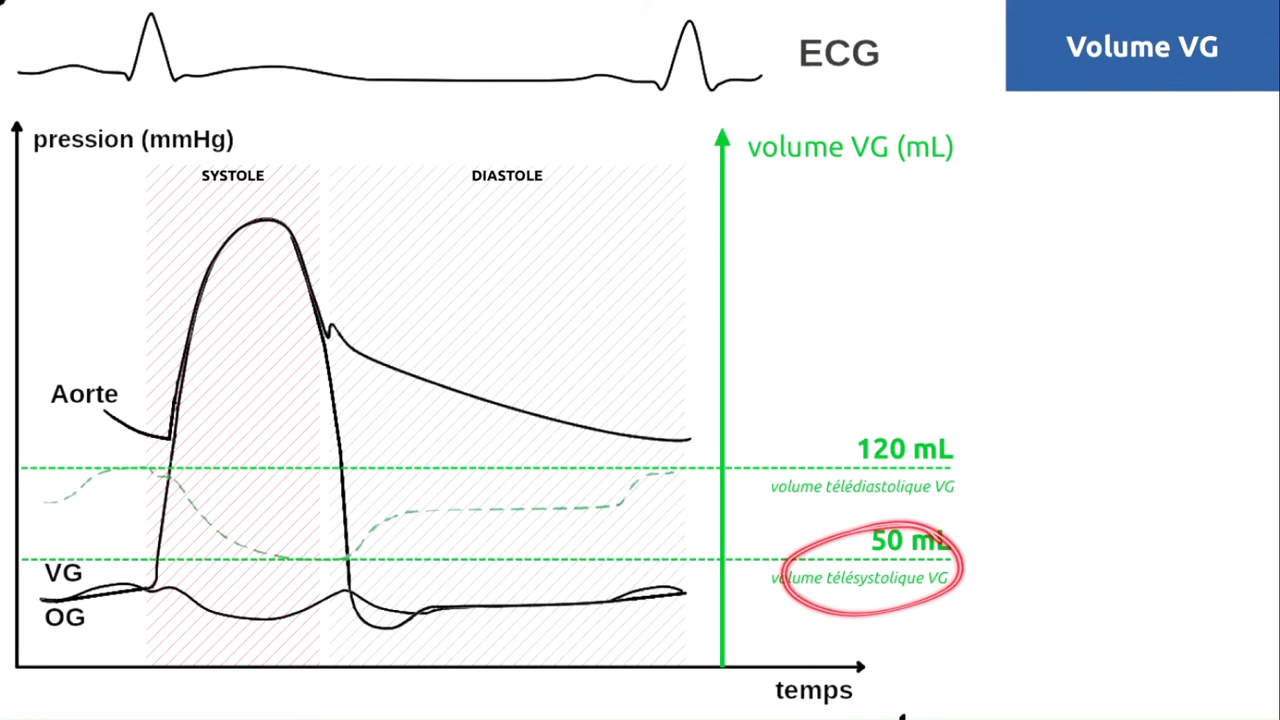 ECG
Volume VG
pression (mmHg)
volume VG (mL)
SYSTOLE
DIASTOLE
Aorte
120 mL
volume télédiastolique VG
50 mL
volume télésystolique VG
VG
OG
temps